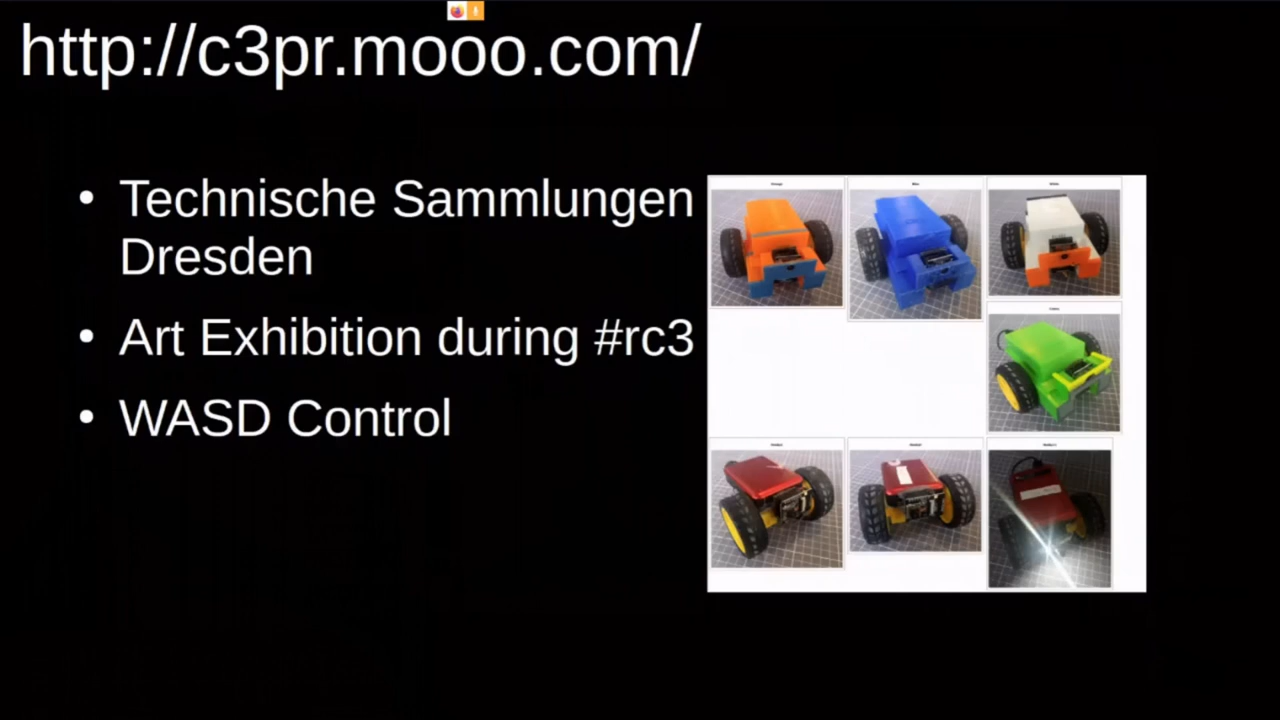 http://c3pr.mooo.com/
• Technische Sammlungen
Dresden
• Art Exhibition during #rc3
• WASD Control